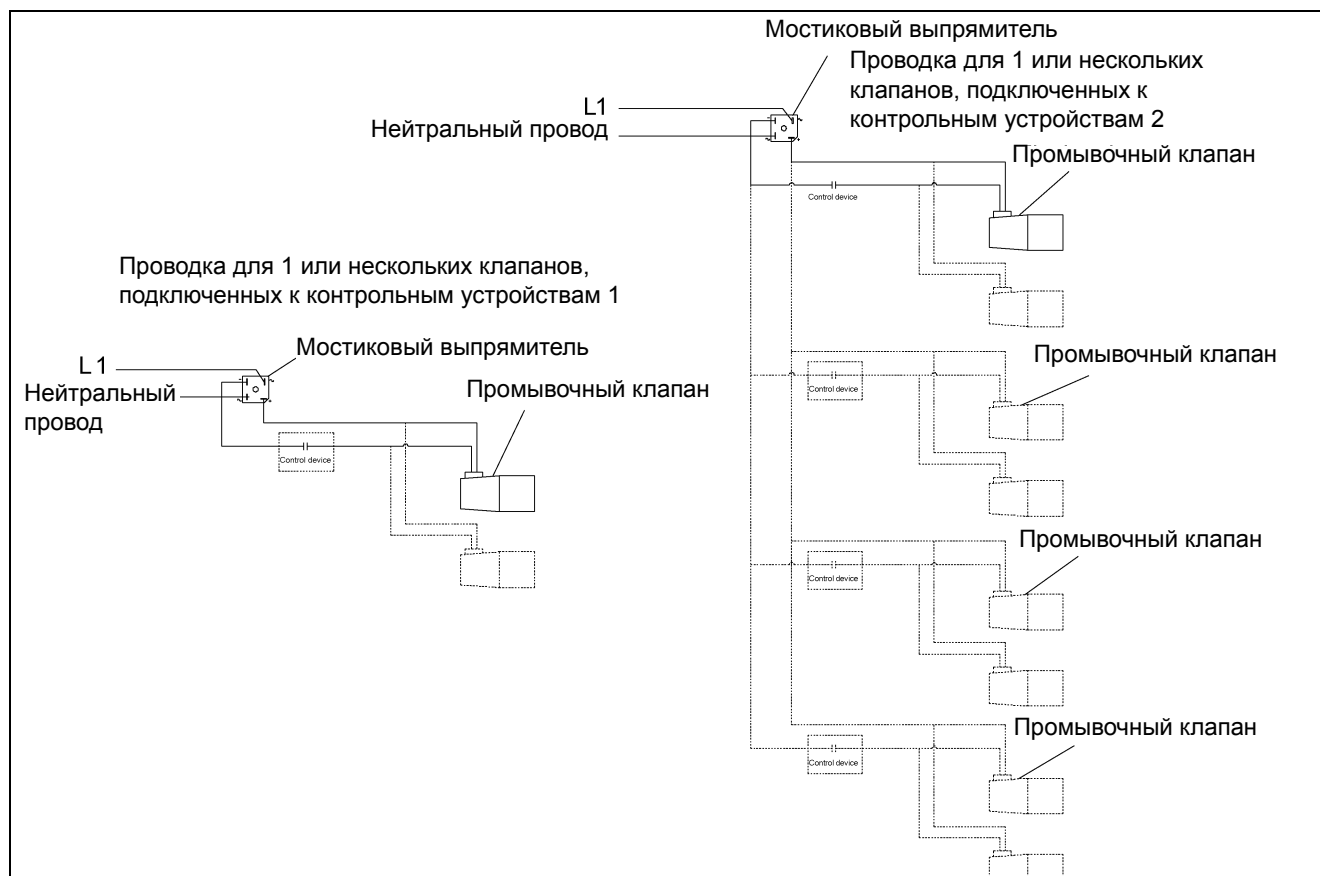 Мостиковый выпрямитель
Проводка для 1 или нескольких
клапанов, подключенных к
контрольным устройствам 2
L1
Нейтральный провод
Промывочный клапан
Control device
Проводка для 1 или нескольких клапанов,
подключенных к контрольным устройствам 1
Мостиковый выпрямитель
L1
Нейтральный
провод
Промывочный клапан
Control device
Промывочный клапан
Control device
Промывочный клапан
Control device
Промывочный клапан
Control device